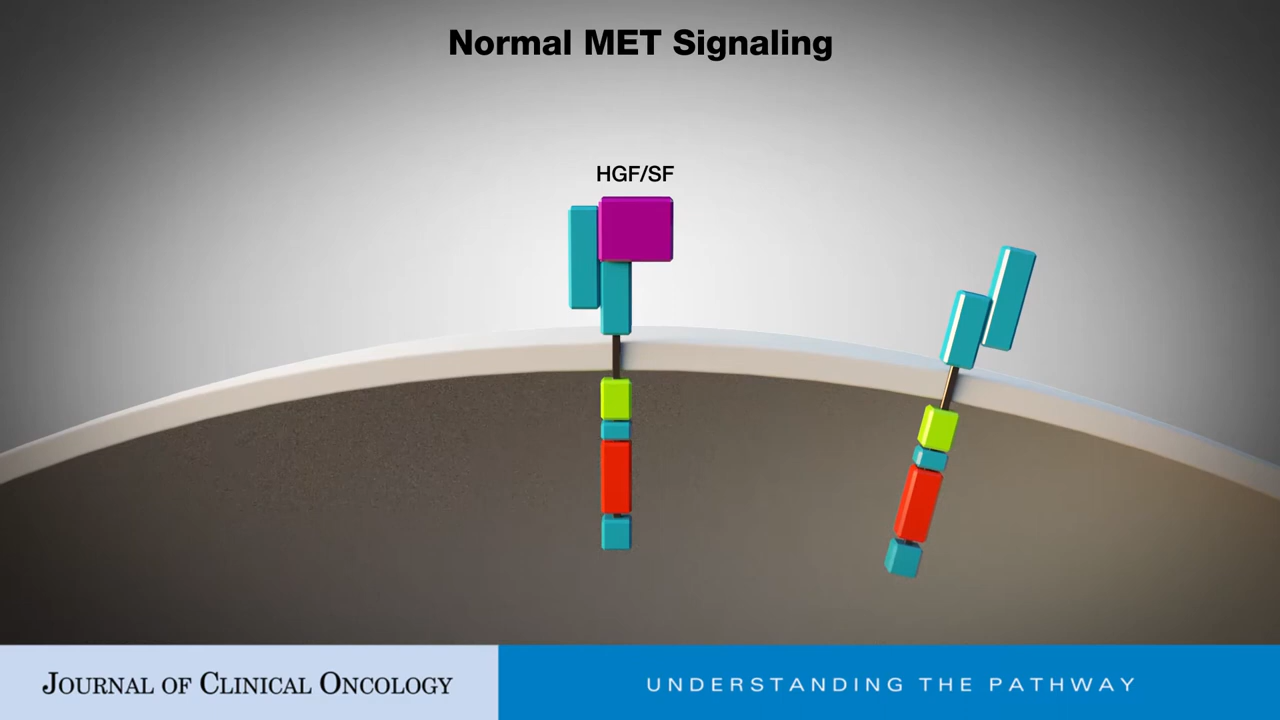 Normal MET Signaling
HGF/SF
Journal of Clinical Oncology
UNDERSTANDING THE PATHWAY